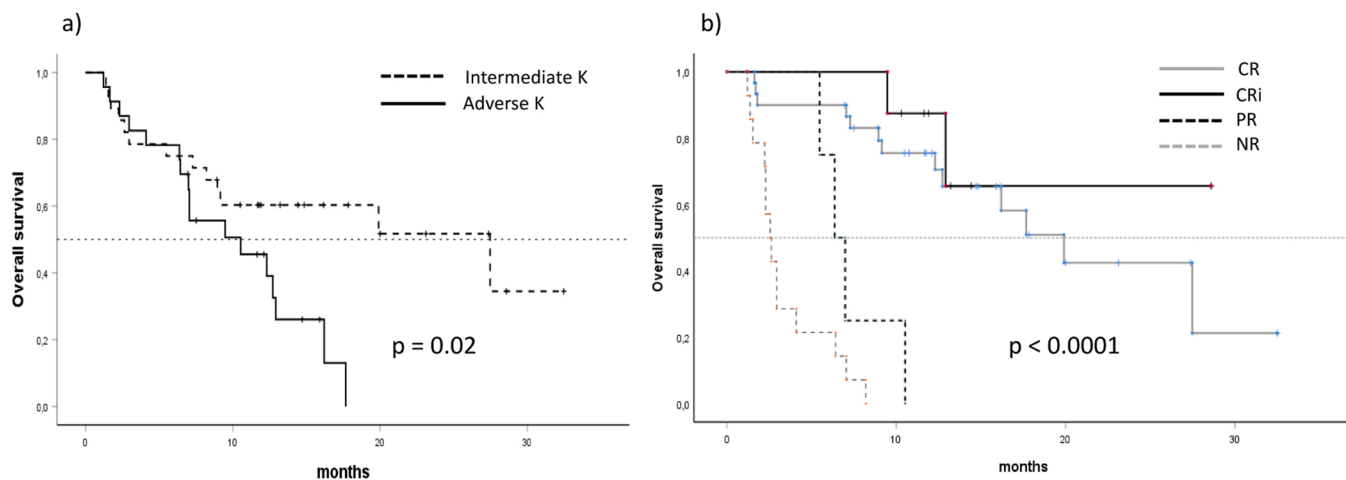 a)
Intermediate K
Adverse K
Overall survival
1,0
0,8
0,6
0,4
0,2
0,0
p = 0.02
0
10
20
30
months
b)
CR
CRi
PR
NR
Overall survival
1,0
0,8
0,6
0,4
0,2
0,0
p < 0.0001
0
10
20
30
months